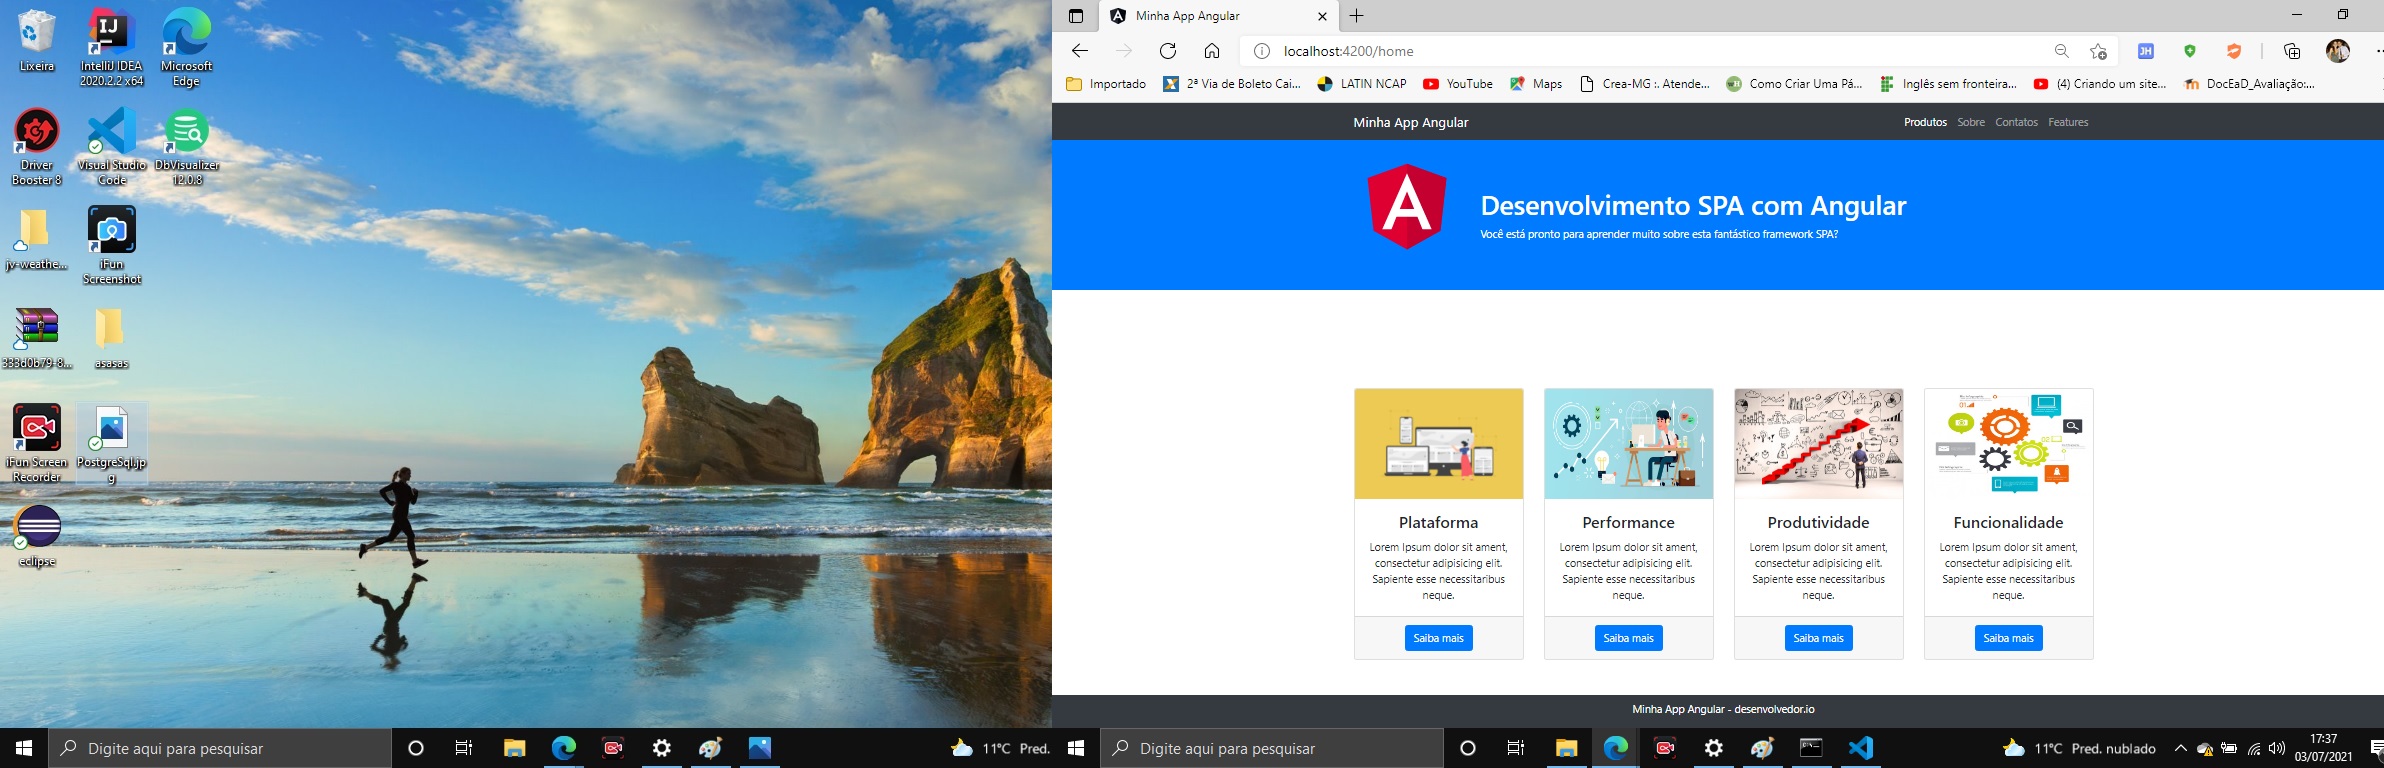 Lixeira
IntelliJ IDEA
2020.2.2 x64
Microsoft
Edge
Driver
Booster 8
Visual Studio
Code
DbVisualizer
12.0.8
jv-weathe...
iFun
Screenshot
333d0b79-8...
asasas
iFun Screen
Recorder
PostgreSql.jp
g
eclipse
Digite aqui para pesquisar
11°C Pred.
Minha App Angular
localhost:4200/home
JH
Importado
2ª Via de Boleto Cai...
LATIN NCAP
YouTube
Maps
Crea-MG :. Atende...
Como Criar Uma Pá...
Inglês sem fronteira...
(4) Criando um site...
DocEaD_Avaliação:...
Minha App Angular
Produtos Sobre Contatos Features
Desenvolvimento SPA com Angular
Você está pronto para aprender muito sobre esta fantástico framework SPA?
Plataforma
Lorem Ipsum dolor sit ament,
consectetur adipisicing elit.
Sapiente esse necessitaribus
neque.
Saiba mais
Performance
Lorem Ipsum dolor sit ament,
consectetur adipisicing elit.
Sapiente esse necessitaribus
neque.
Saiba mais
Produtividade
Lorem Ipsum dolor sit ament,
consectetur adipisicing elit.
Sapiente esse necessitaribus
neque.
Saiba mais
Funcionalidade
Lorem Ipsum dolor sit ament,
consectetur adipisicing elit.
Sapiente esse necessitaribus
neque.
Saiba mais
Minha App Angular - desenvolvedor.io
Digite aqui para pesquisar
11°C Pred. nublado
17:37
03/07/2021